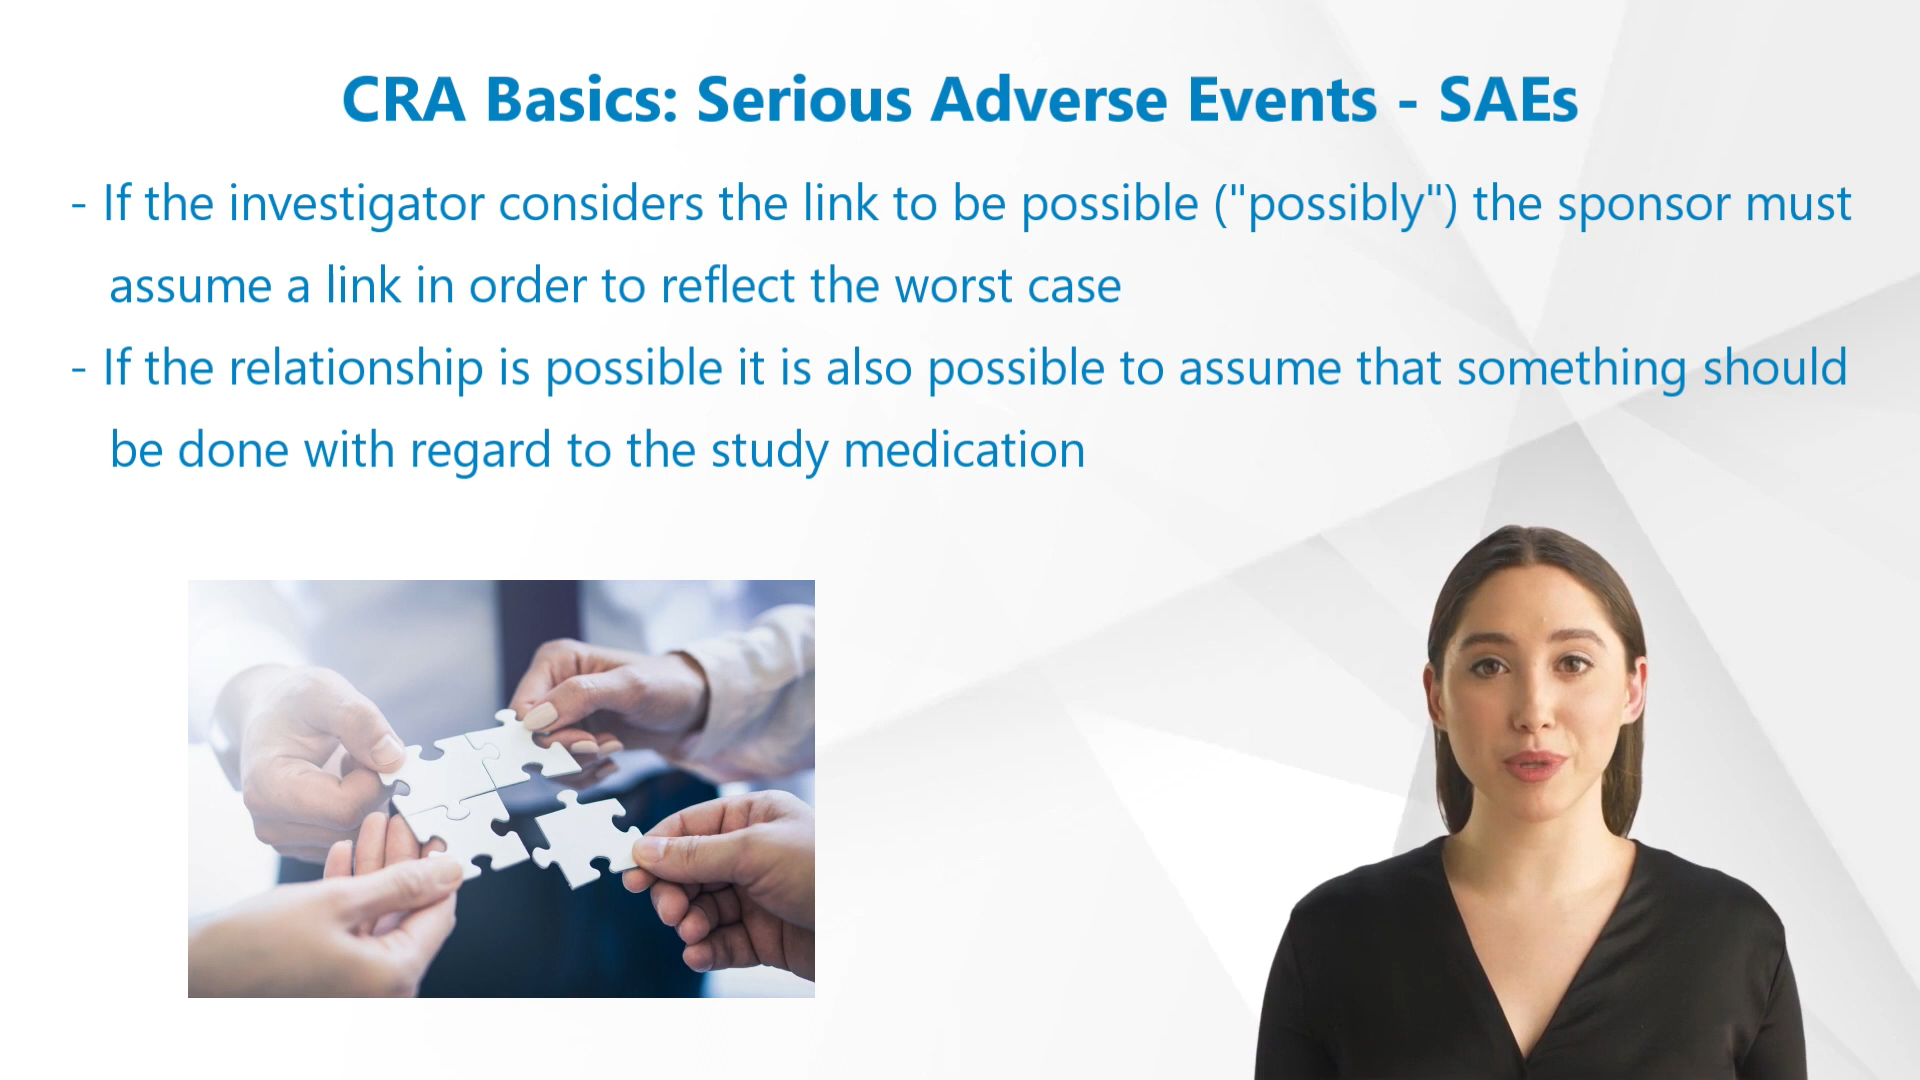 CRA Basics: Serious Adverse Events - SAEs
- If the investigator considers the link to be possible ("possibly") the sponsor must
assume a link in order to reflect the worst case
- If the relationship is possible it is also possible to assume that something should
be done with regard to the study medication